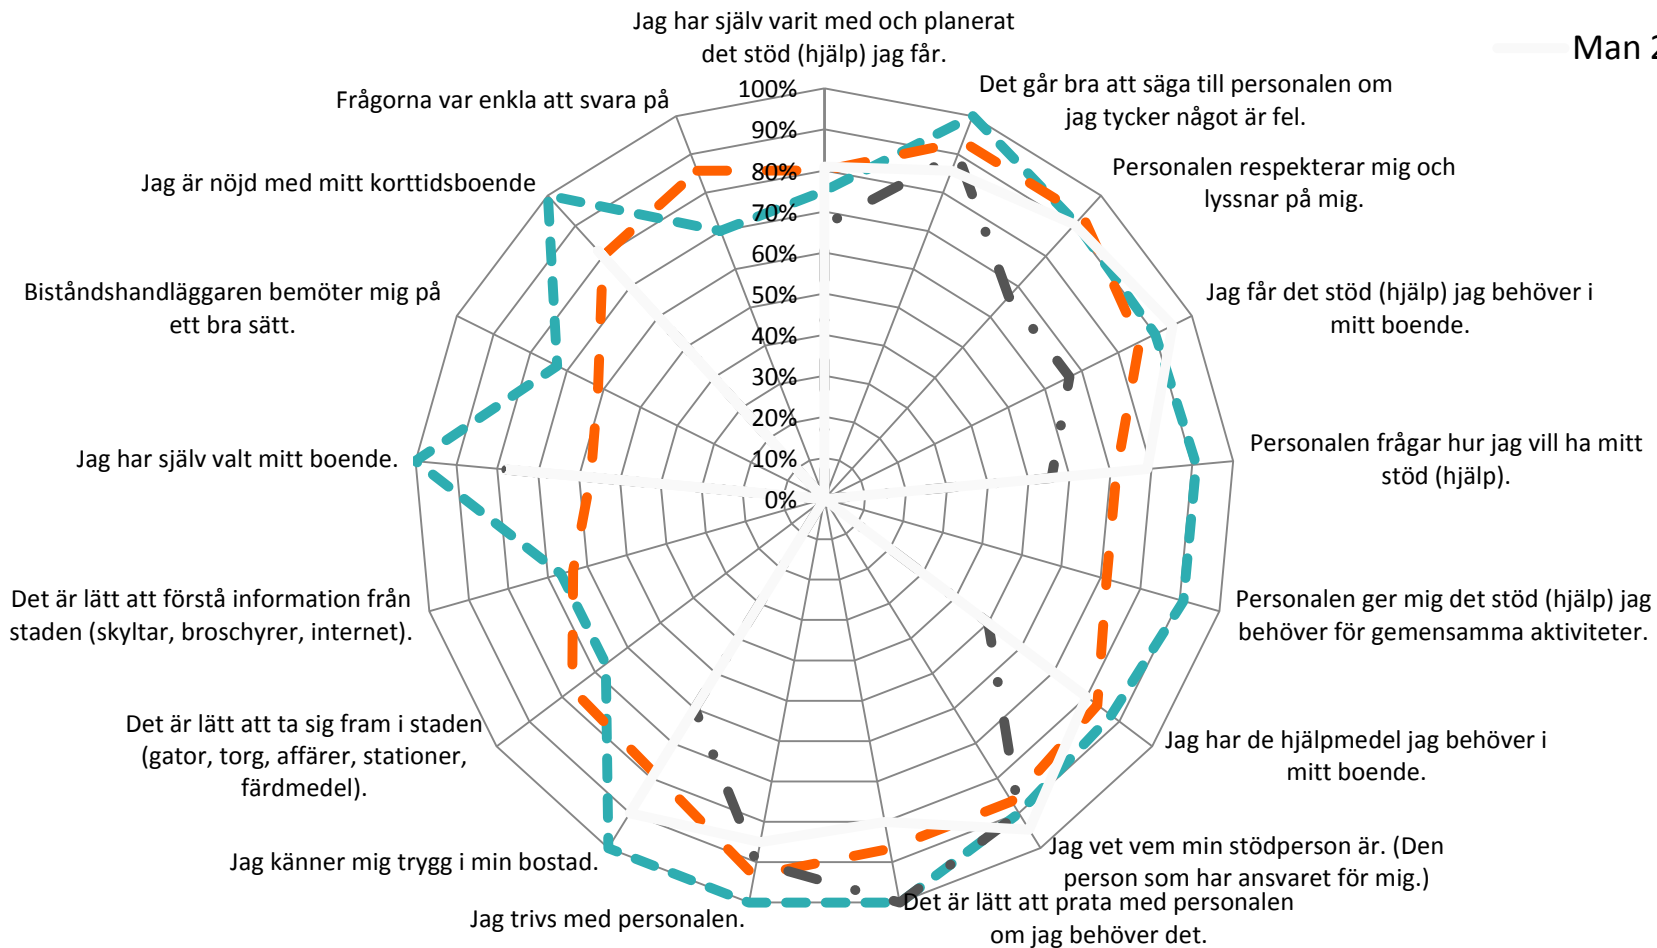 Jag har själv varit med och planerat
det stöd (hjälp) jag får.
Man 2
Det går bra att säga till personalen om
jag tycker något är fel.
Personalen respekterar mig och
lyssnar på mig.
Jag får det stöd (hjälp) jag behöver i
mitt boende.
Personalen frågar hur jag vill ha mitt
stöd (hjälp).
Personalen ger mig det stöd (hjälp) jag
behöver för gemensamma aktiviteter.
Jag har de hjälpmedel jag behöver i
mitt boende.
Jag vet vem min stödperson är. (Den
person som har ansvaret för mig.)
Det är lätt att prata med personalen
om jag behöver det.
Jag trivs med personalen.
Jag känner mig trygg i min bostad.
Det är lätt att ta sig fram i staden
(gator, torg, affärer, stationer,
färdmedel).
Det är lätt att förstå information från
staden (skyltar, broschyrer, internet).
Jag har själv valt mitt boende.
Biståndshandläggaren bemöter mig på
ett bra sätt.
Jag är nöjd med mitt korttidsboende
Frågorna var enkla att svara på
100%
90%
80%
70%
60%
50%
40%
30%
20%
10%
0%